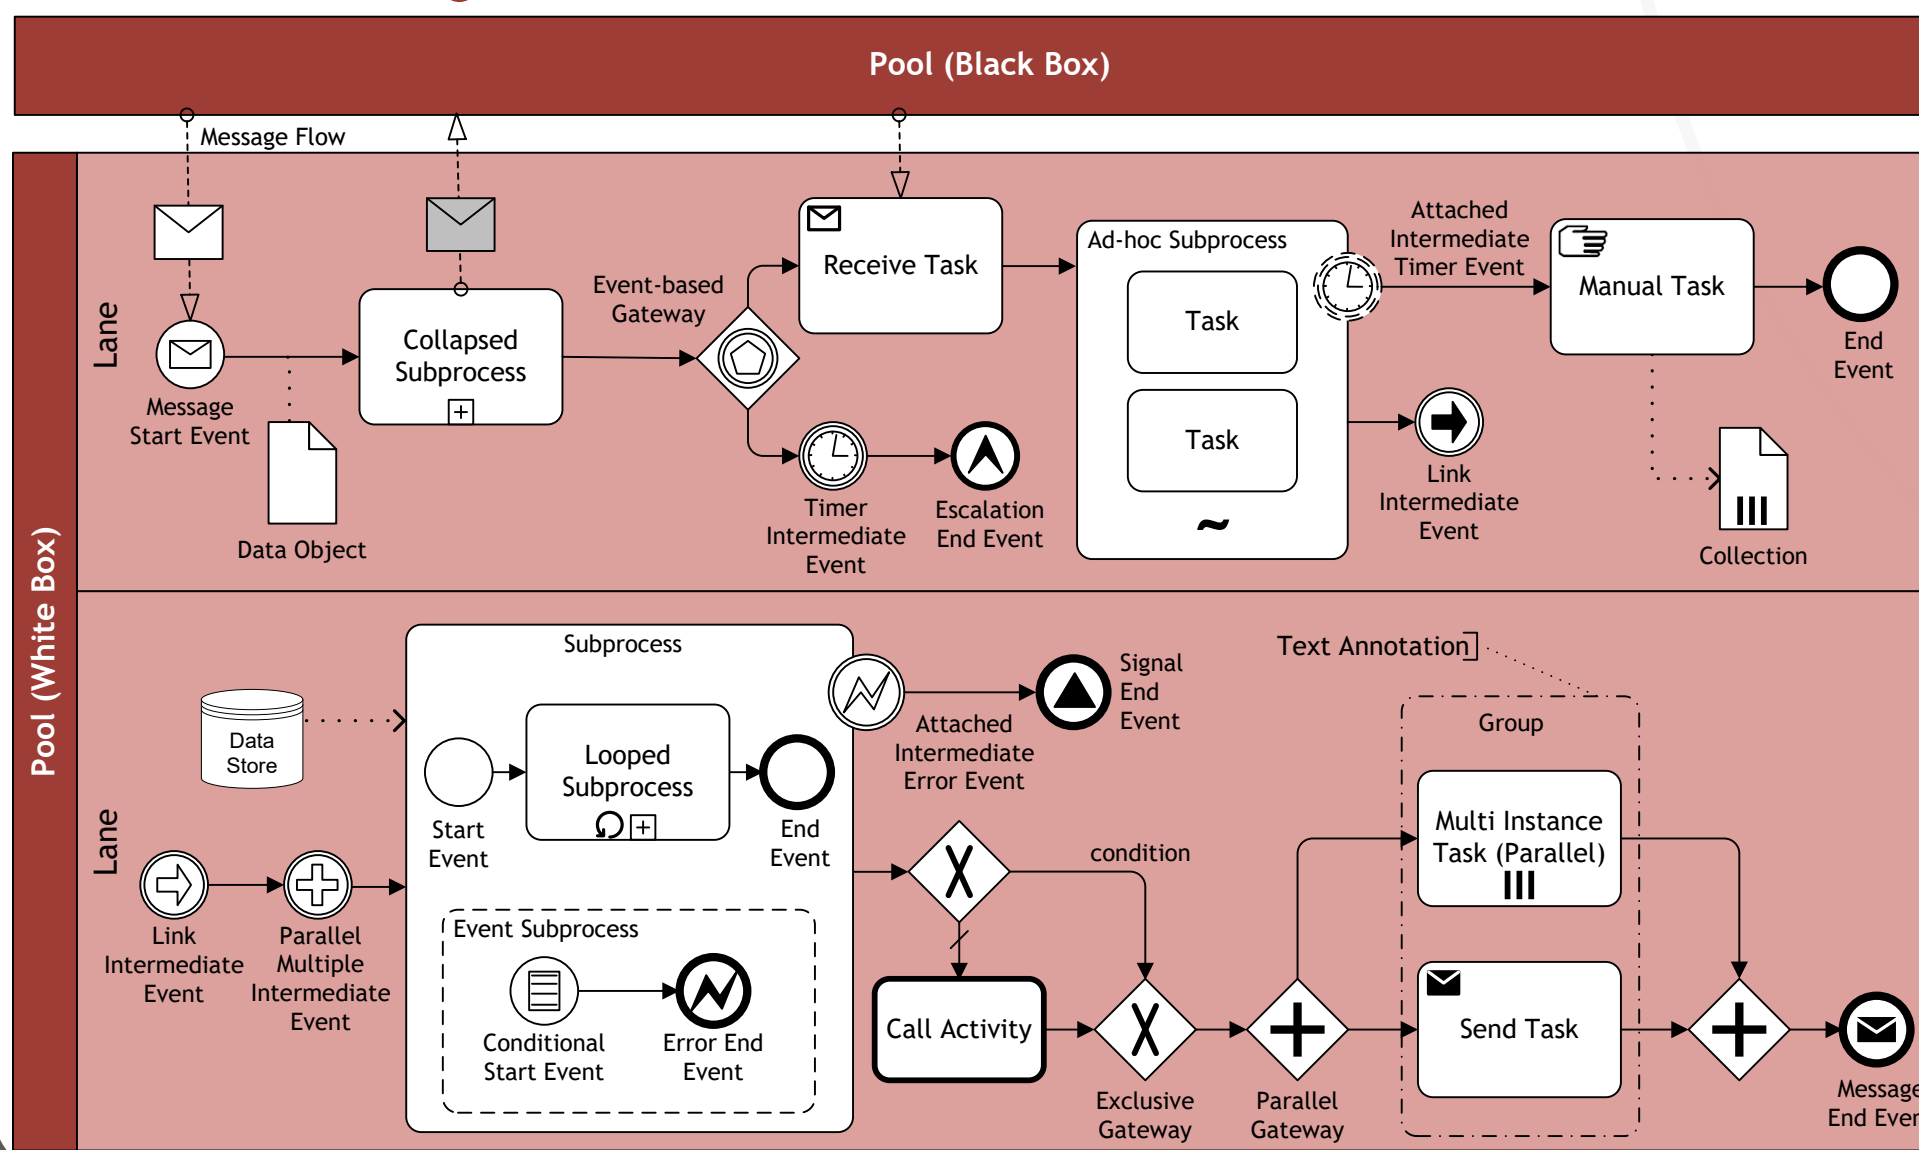 Pool (Black Box)
Message Flow
Pool (White Box)
Lane
Message
Start Event
Data Object
Collapsed
Subprocess
Event-based
Gateway
Receive Task
Timer
Intermediate
Event
Escalation
End Event
Ad-hoc Subprocess
Task
Task
Attached
Intermediate
Timer Event
Link
Intermediate
Event
Manual Task
End
Event
Collection
Lane
Data
Store
Link
Intermediate
Event
Parallel
Multiple
Intermediate
Event
Subprocess
Start
Event
Looped
Subprocess
End
Event
Event Subprocess
Conditional
Start Event
Error End
Event
Attached
Intermediate
Error Event
Signal
End
Event
condition
Call Activity
Exclusive
Gateway
Parallel
Gateway
Text Annotation
Group
Multi Instance
Task (Parallel)
Send Task
Message
End Even